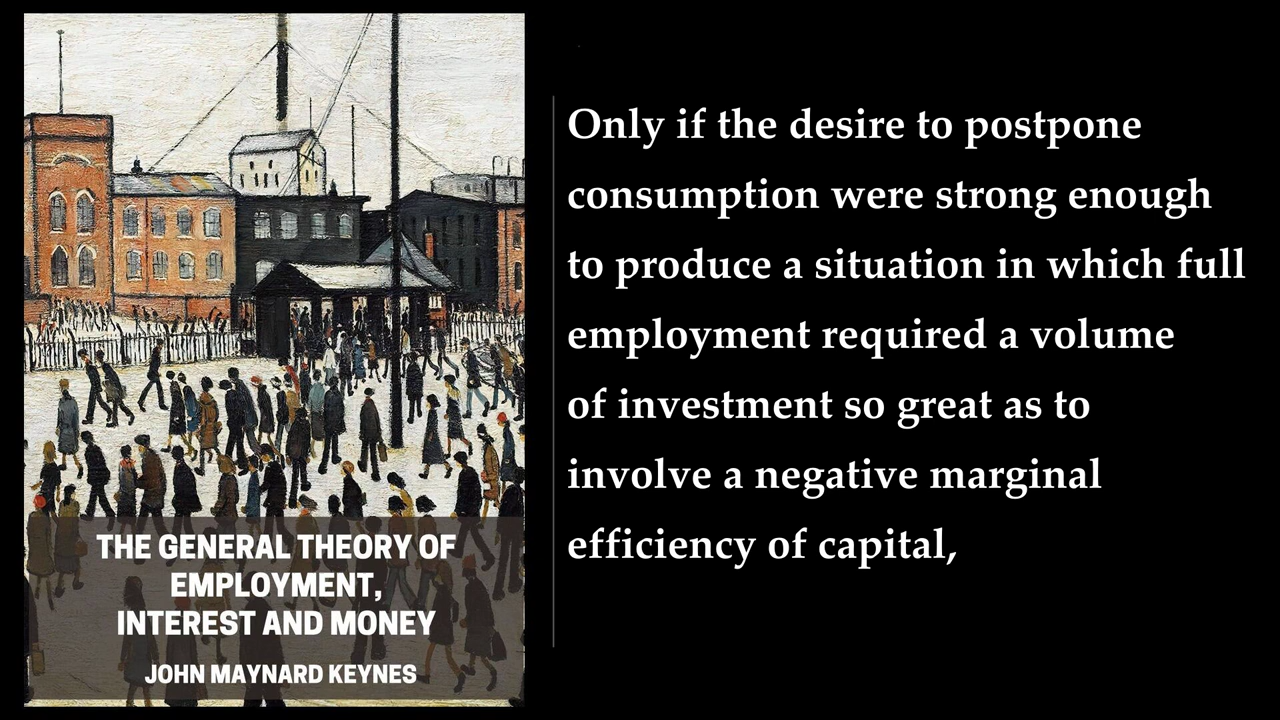 THE GENERAL THEORY OF
EMPLOYMENT,
INTEREST AND MONEY
JOHN MAYNARD KEYNES
Only if the desire to postpone
consumption were strong enough
to produce a situation in which full
employment required a volume
of investment so great as to
involve a negative marginal
efficiency of capital,